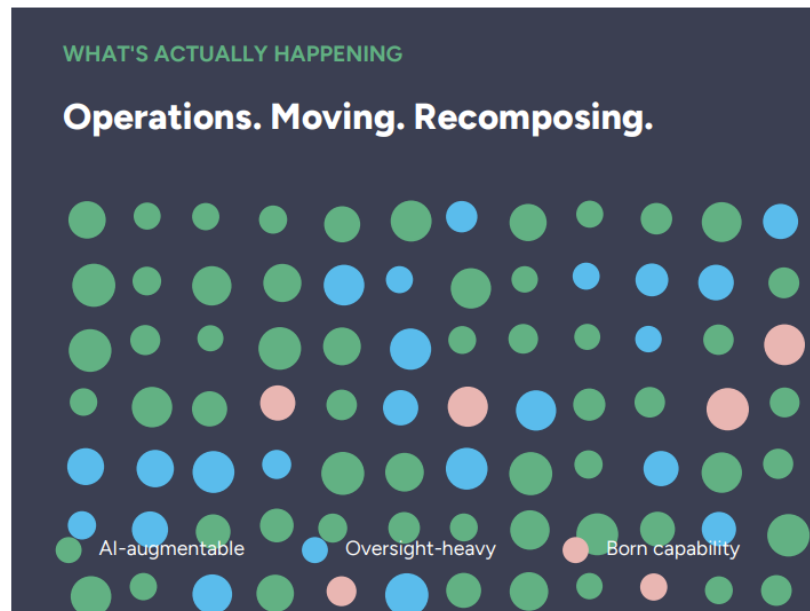 WHAT'S ACTUALLY HAPPENING
Operations. Moving. Recomposing.
AI-augmentable Oversight-heavy Born capability